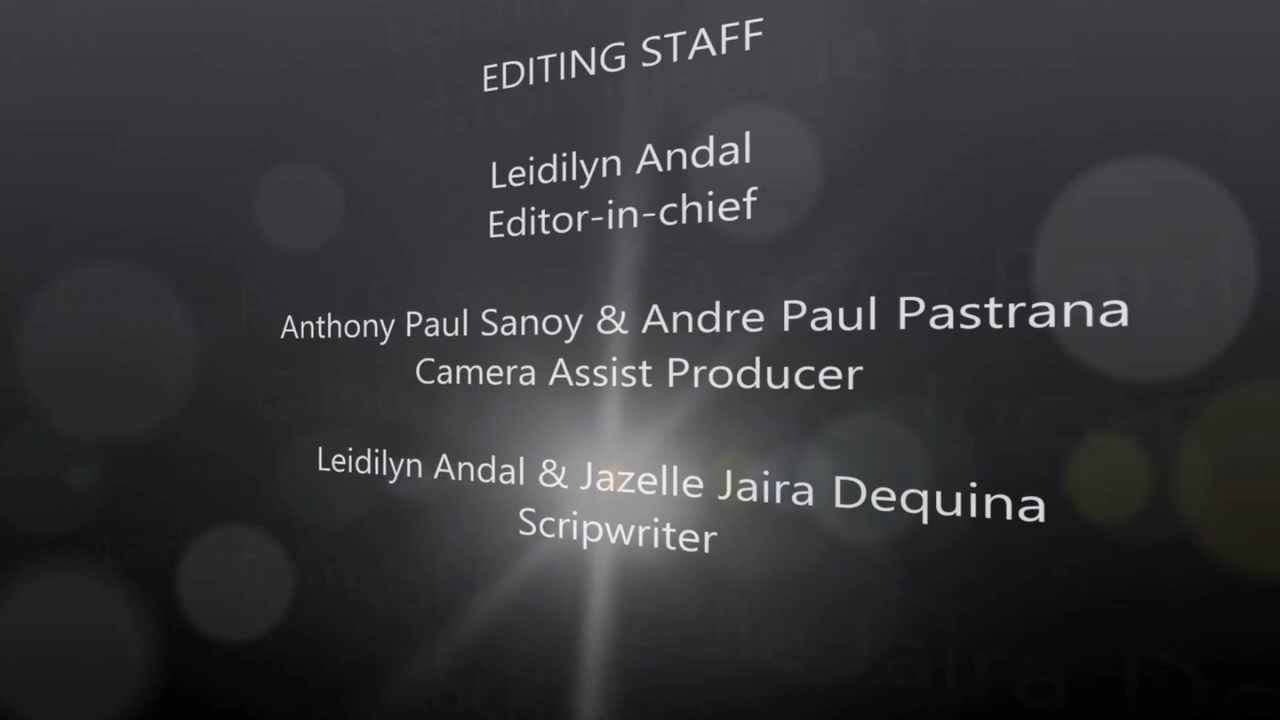 EDITING STAFF
Leidilyn Andal
Editor-in-chief
Anthony Paul Sanoy & Andre Paul Pastrana
Camera Assist Producer
Leidilyn Andal & Jazelle Jaira Dequina
Scripwriter